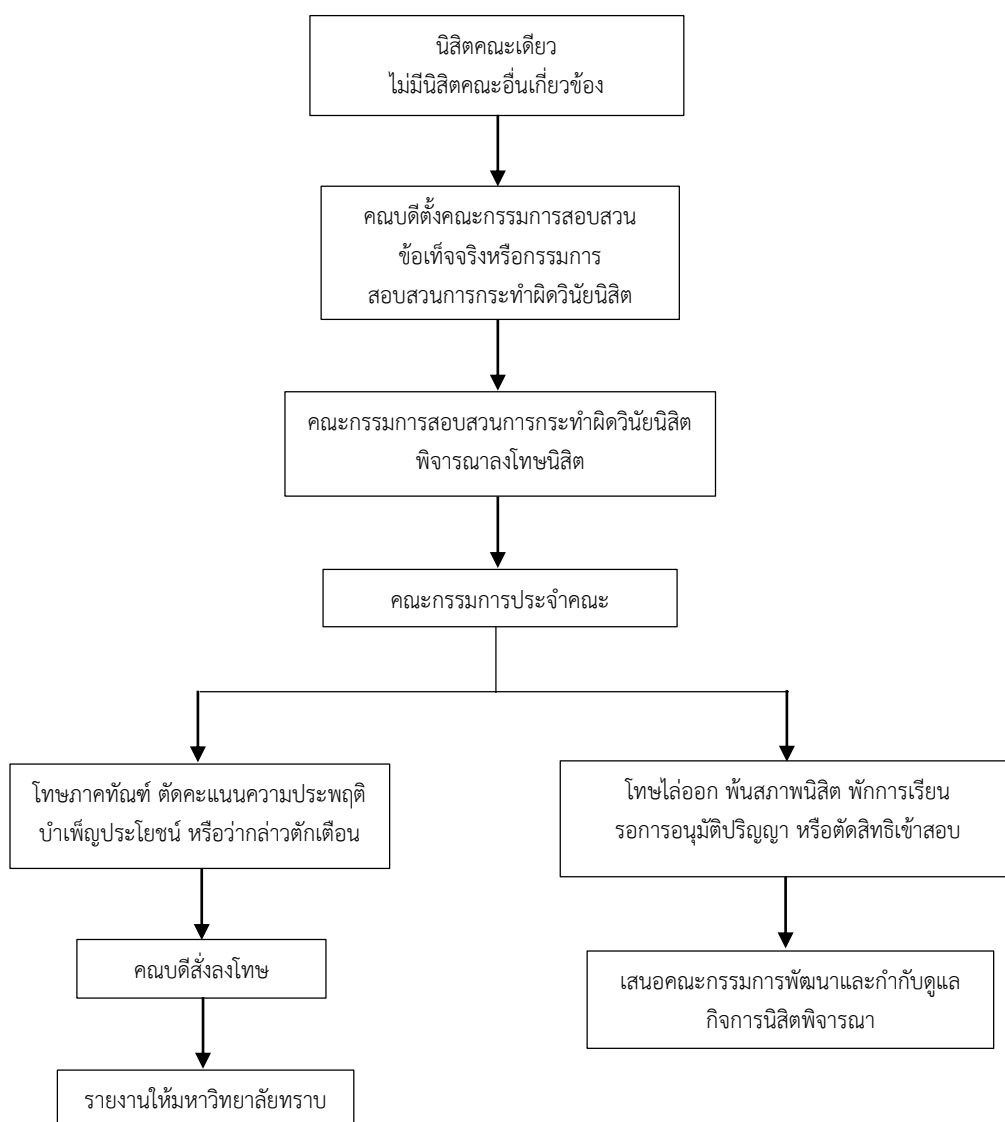 นิสิตคณะเดียว
ไม่มีนิสิตคณะอื่นเกี่ยวข้อง
คณบดีตั้งคณะกรรมการสอบสวน
ข้อเท็จจริงหรือกรรมการ
สอบสวนการกระทำผิดวินัยนิสิต
คณะกรรมการสอบสวนการกระทำผิดวินัยนิสิต
พิจารณาลงโทษนิสิต
คณะกรรมการประจำคณะ
โทษภาคทัณฑ์ ตัดคะแนนความประพฤติ
บำเพ็ญประโยชน์ หรือว่ากล่าวตักเตือน
โทษไล่ออก พ้นสภาพนิสิต พักการเรียน
รอการอนุมัติปริญญา หรือตัดสิทธิเข้าสอบ
คณบดีสั่งลงโทษ
เสนอคณะกรรมการพัฒนาและกำกับดูแล
กิจการนิสิตพิจารณา
รายงานให้มหาวิทยาลัยทราบ